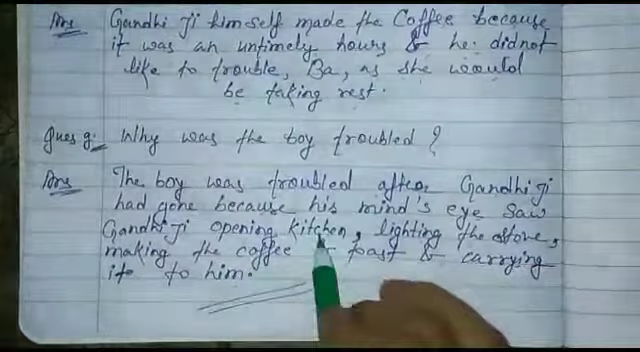 Ans Gandhi Ji himself made the Coffee because
it was an untimely hours & he did not
like to trouble, Ba, as she would
be taking rest.
Ques g. Why was the boy troubled?
Ans The boy was troubled after Gandhi Ji
had gone because his mind's eye saw
Gandhi Ji opening kitchen, lighting the stove,
making the coffee toast & carrying
it to him.